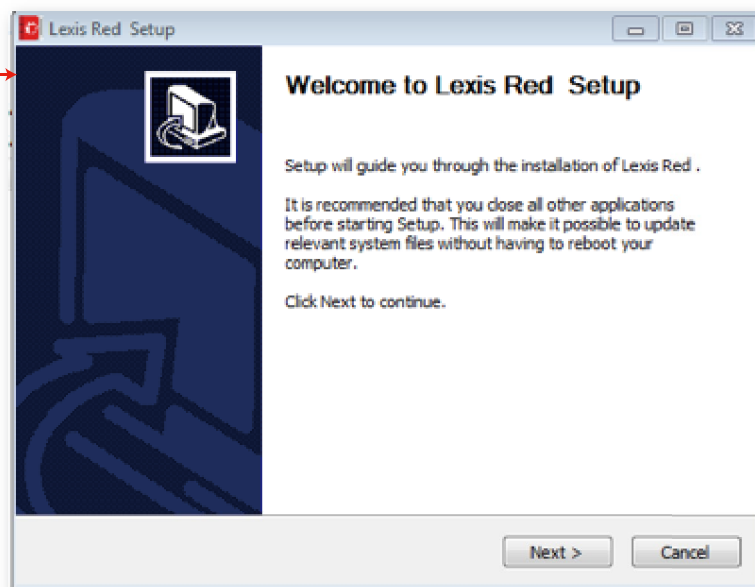 Lexis Red  Setup
Welcome to Lexis Red  Setup
Setup will guide you through the installation of Lexis Red .
It is recommended that you close all other applications
before starting Setup. This will make it possible to update
relevant system files without having to reboot your
computer.
Click Next to continue.
Next >
Cancel